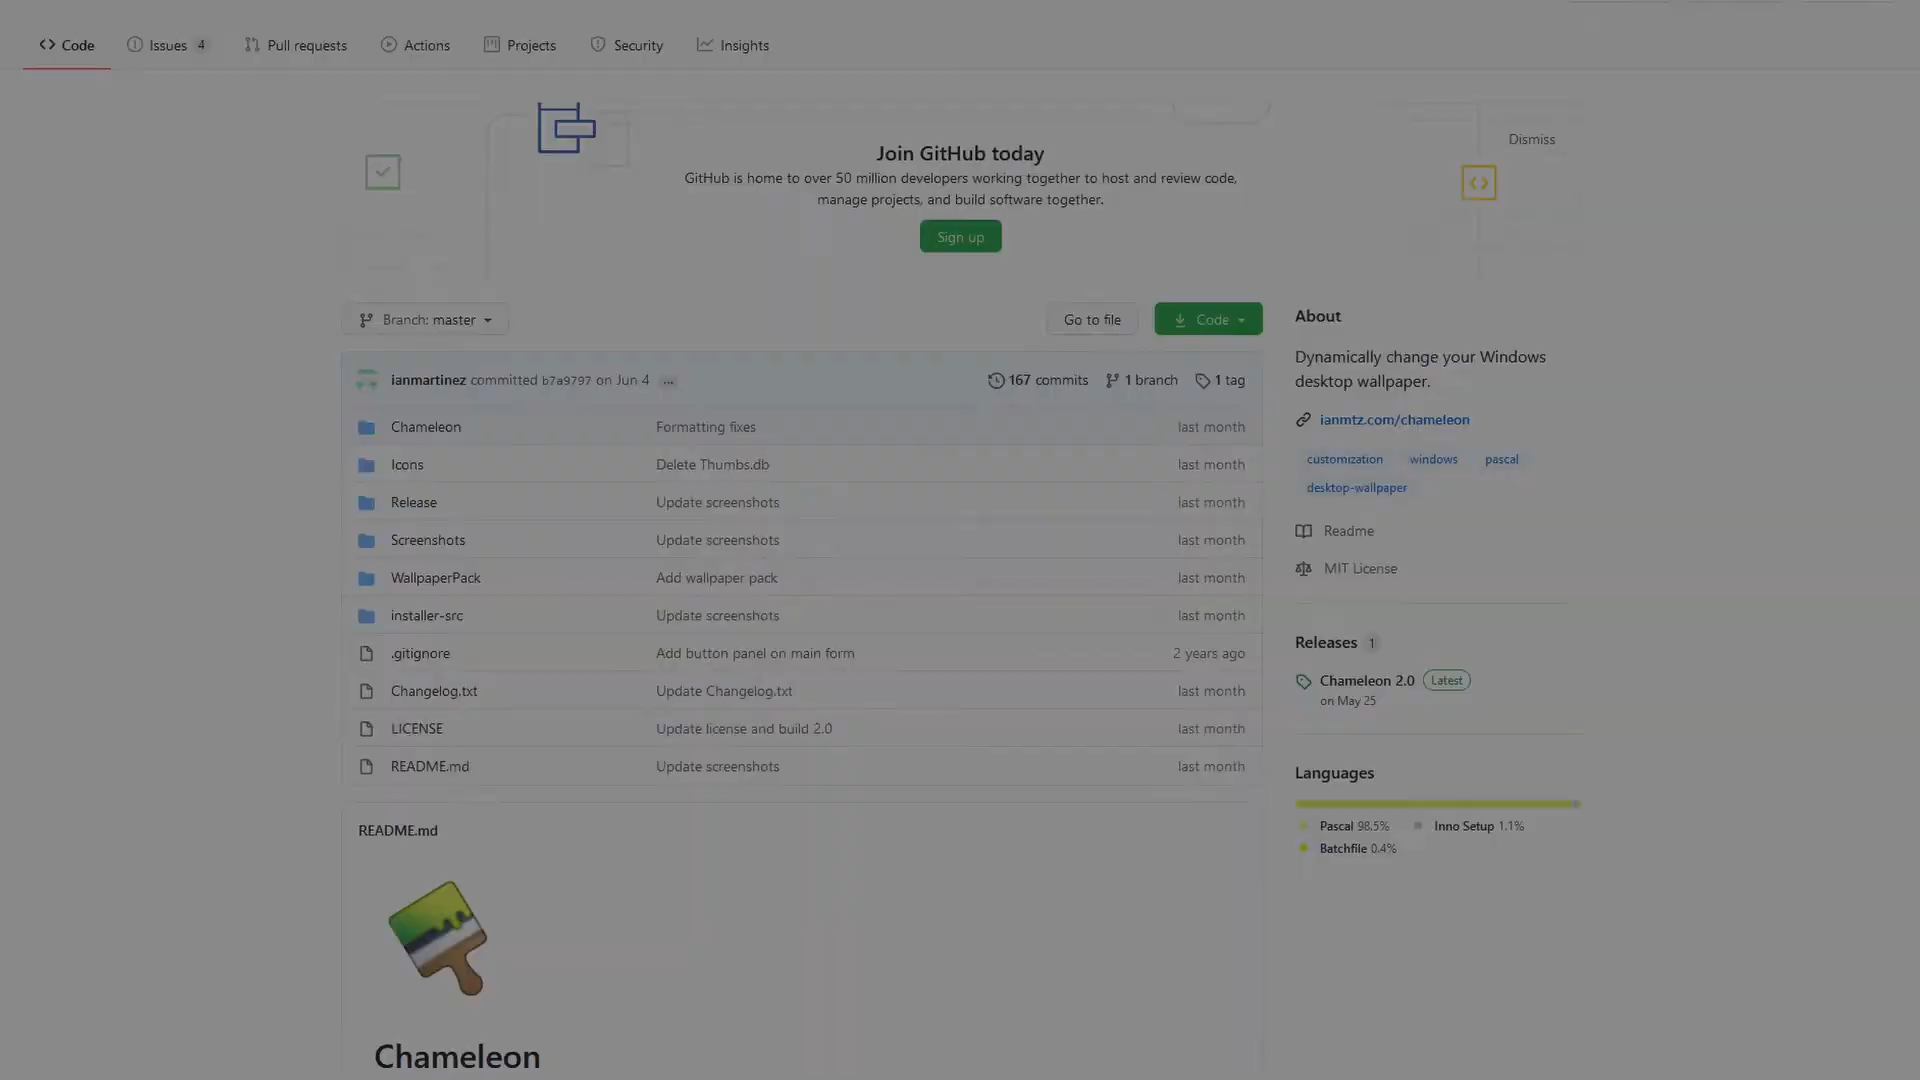 Code
Issues 4
Pull requests
Actions
Projects
Security
Insights
Join GitHub today
Dismiss
GitHub is home to over 50 million developers working together to host and review code,
manage projects, and build software together.
Sign up
Branch: master
Go to file
Code
ianmartinez committed b7a9797 on Jun 4 ...
167 commits
1 branch
1 tag
Chameleon Formatting fixes last month
Icons Delete Thumbs.db last month
Release Update screenshots last month
Screenshots Update screenshots last month
WallpaperPack Add wallpaper pack last month
installer-src Update screenshots last month
.gitignore Add button panel on main form 2 years ago
Changelog.txt Update Changelog.txt last month
LICENSE Update license and build 2.0 last month
README.md Update screenshots last month
README.md
Chameleon
About
Dynamically change your Windows
desktop wallpaper.
ianmtz.com/chameleon
customization windows pascal
desktop-wallpaper
Readme
MIT License
Releases 1
Chameleon 2.0 Latest
on May 25
Languages
Pascal 98.5% Inno Setup 1.1%
Batchfile 0.4%